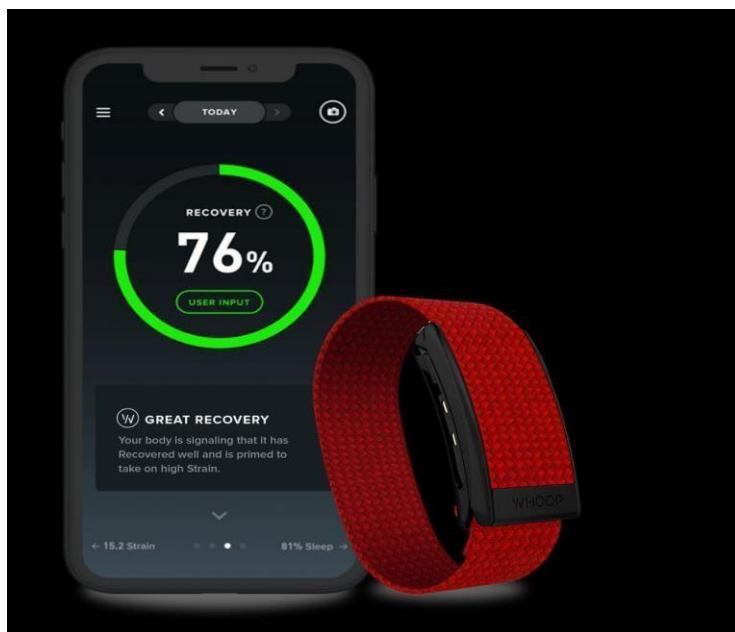 TODAY
RECOVERY ?
76%
USER INPUT
W GREAT RECOVERY
Your body is signaling that it has
Recovered well and is primed to
take on high Strain.
← 15.2 Strain
81% Sleep →
WHOOP